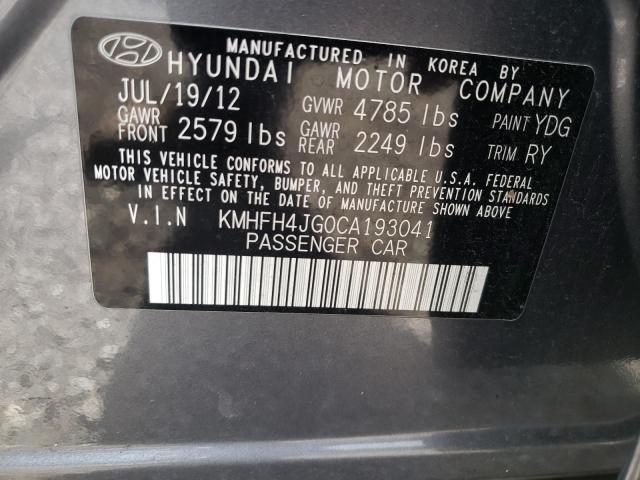 MANUFACTURED IN KOREA BY
HYUNDAI MOTOR COMPANY
JUL/19/12 GVWR 4785 lbs PAINT YDG
GAWR FRONT 2579 lbs GAWR REAR 2249 lbs TRIM RY
THIS VEHICLE CONFORMS TO ALL APPLICABLE U.S.A. FEDERAL
MOTOR VEHICLE SAFETY, BUMPER, AND THEFT PREVENTION STANDARDS
IN EFFECT ON THE DATE OF MANUFACTURE SHOWN ABOVE
V.I.N KMHFH4JG0CA193041
PASSENGER CAR